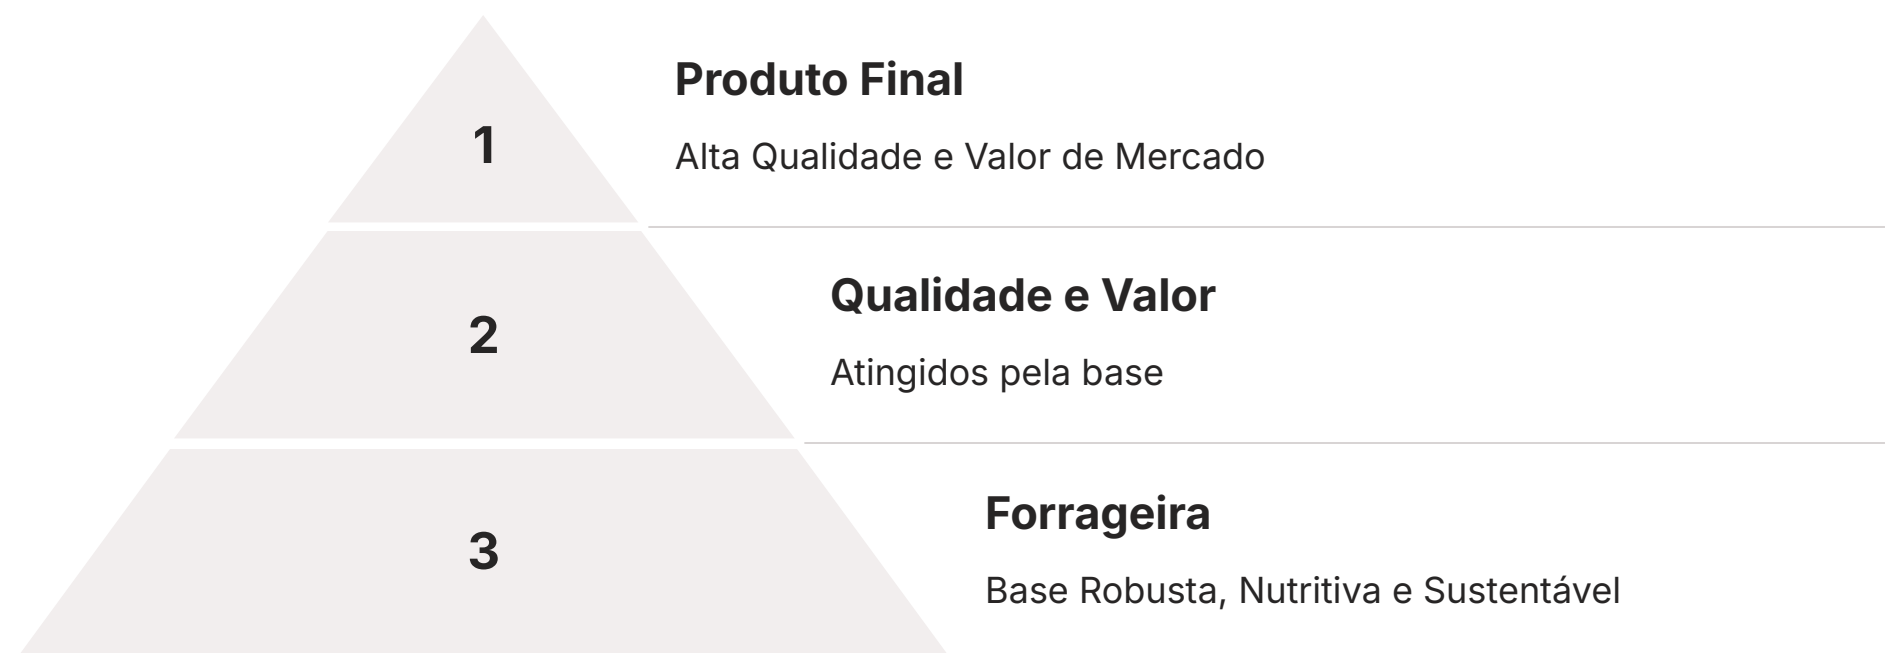 1
Produto Final
Alta Qualidade e Valor de Mercado
2
Qualidade e Valor
Atingidos pela base
3
Forrageira
Base Robusta, Nutritiva e Sustentável